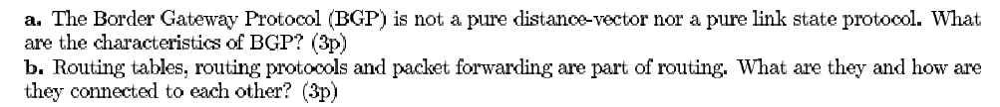 a. The Border Gateway Protocol (BGP) is not a pure distance-vector nor a pure link state protocol. What
are the characteristics of BGP? (3p)
b. Routing tables, routing protocols and packet forwarding are part of routing. What are they and how are
they connected to each other? (3p)